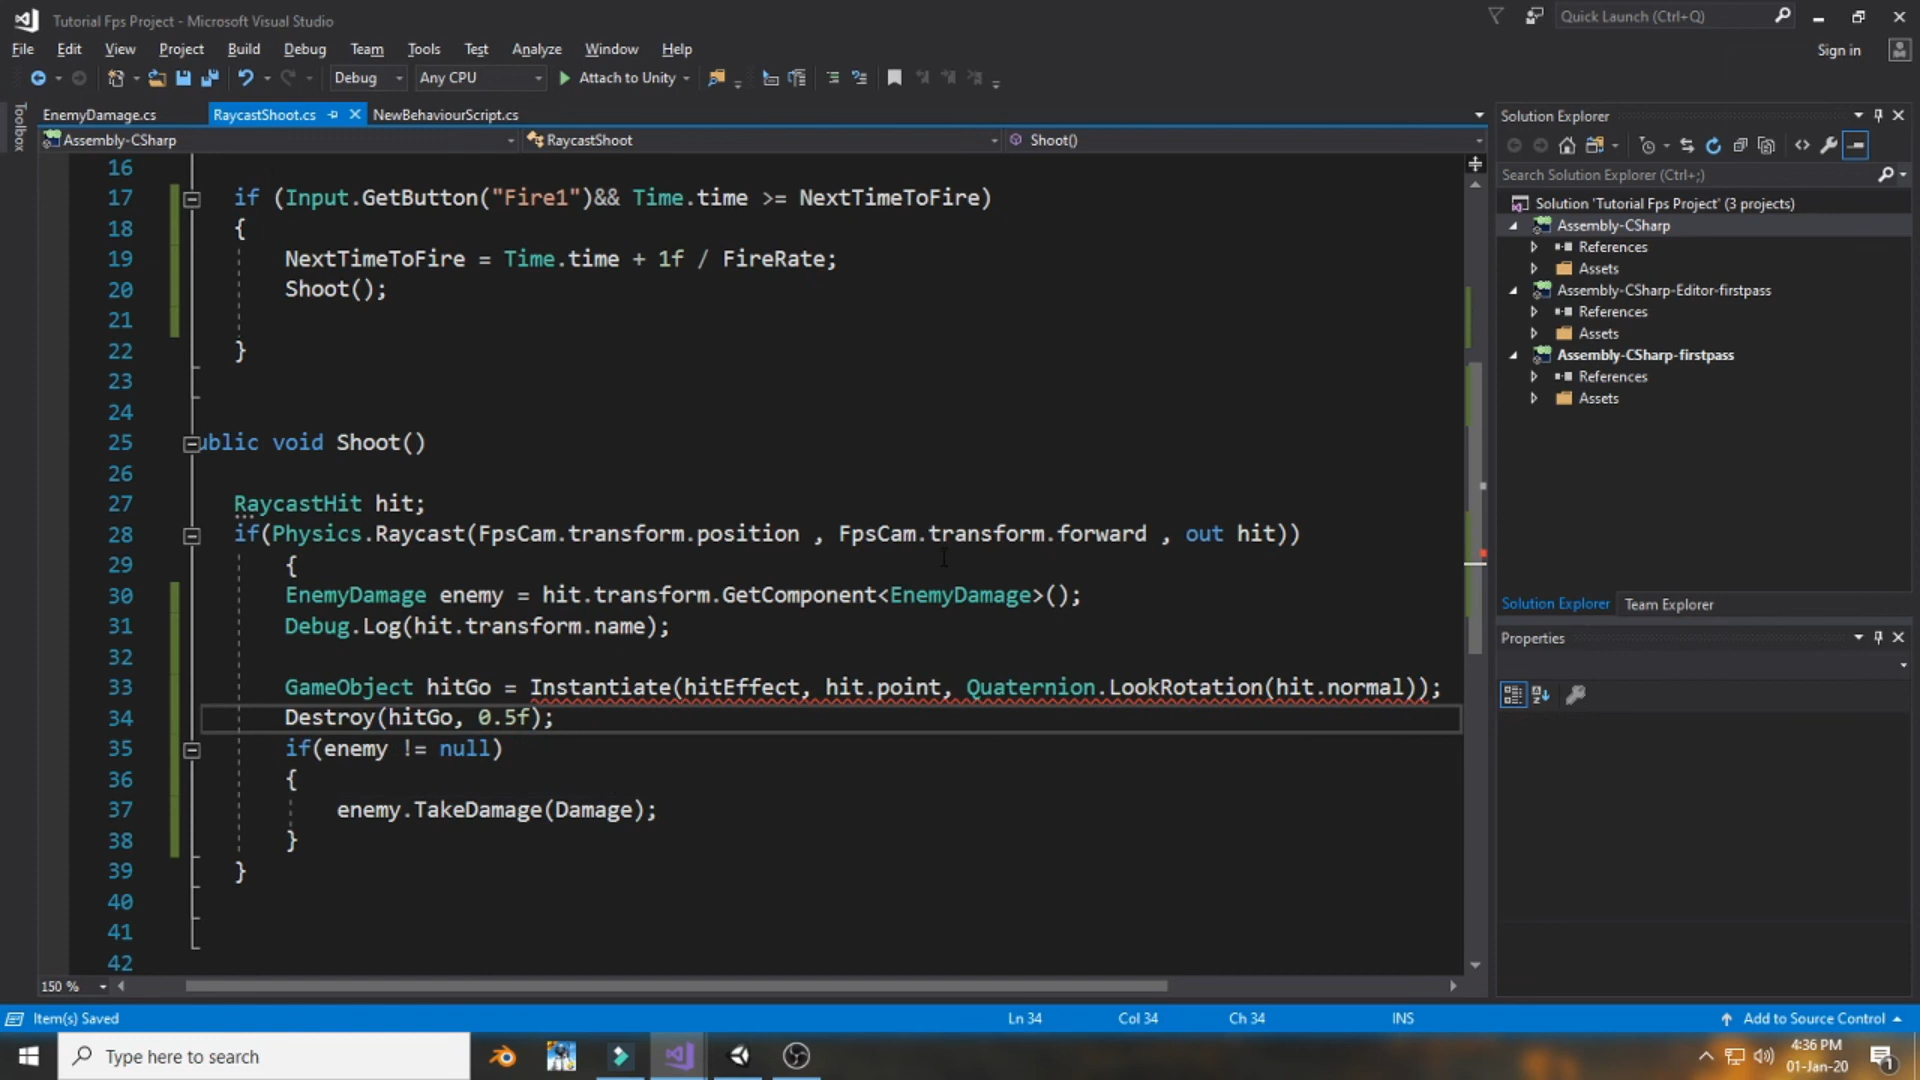 Tutorial Fps Project - Microsoft Visual Studio
Quick Launch (Ctrl+Q)
File Edit View Project Build Debug Team Tools Test Analyze Window Help
Sign in
Debug Any CPU Attach to Unity
Toolbox
EnemyDamage.cs RaycastShoot.cs NewBehaviourScript.cs
Assembly-CSharp RaycastShoot Shoot()
16
17 if (Input.GetButton("Fire1")&& Time.time >= NextTimeToFire)
18 {
19 NextTimeToFire = Time.time + 1f / FireRate;
20 Shoot();
21
22 }
23
24
25 ublic void Shoot()
26
27 RaycastHit hit;
28 if(Physics.Raycast(FpsCam.transform.position , FpsCam.transform.forward , out hit))
29 {
30 EnemyDamage enemy = hit.transform.GetComponent<EnemyDamage>();
31 Debug.Log(hit.transform.name);
32
33 GameObject hitGo = Instantiate(hitEffect, hit.point, Quaternion.LookRotation(hit.normal));
34 Destroy(hitGo, 0.5f);
35 if(enemy != null)
36 {
37 enemy.TakeDamage(Damage);
38 }
39 }
40
41
42
150 %
Solution Explorer
Search Solution Explorer (Ctrl+;)
Solution 'Tutorial Fps Project' (3 projects)
Assembly-CSharp
References
Assets
Assembly-CSharp-Editor-firstpass
References
Assets
Assembly-CSharp-firstpass
References
Assets
Solution Explorer Team Explorer
Properties
Item(s) Saved Ln 34 Col 34 Ch 34 INS Add to Source Control
Type here to search
4:36 PM
01-Jan-20
1